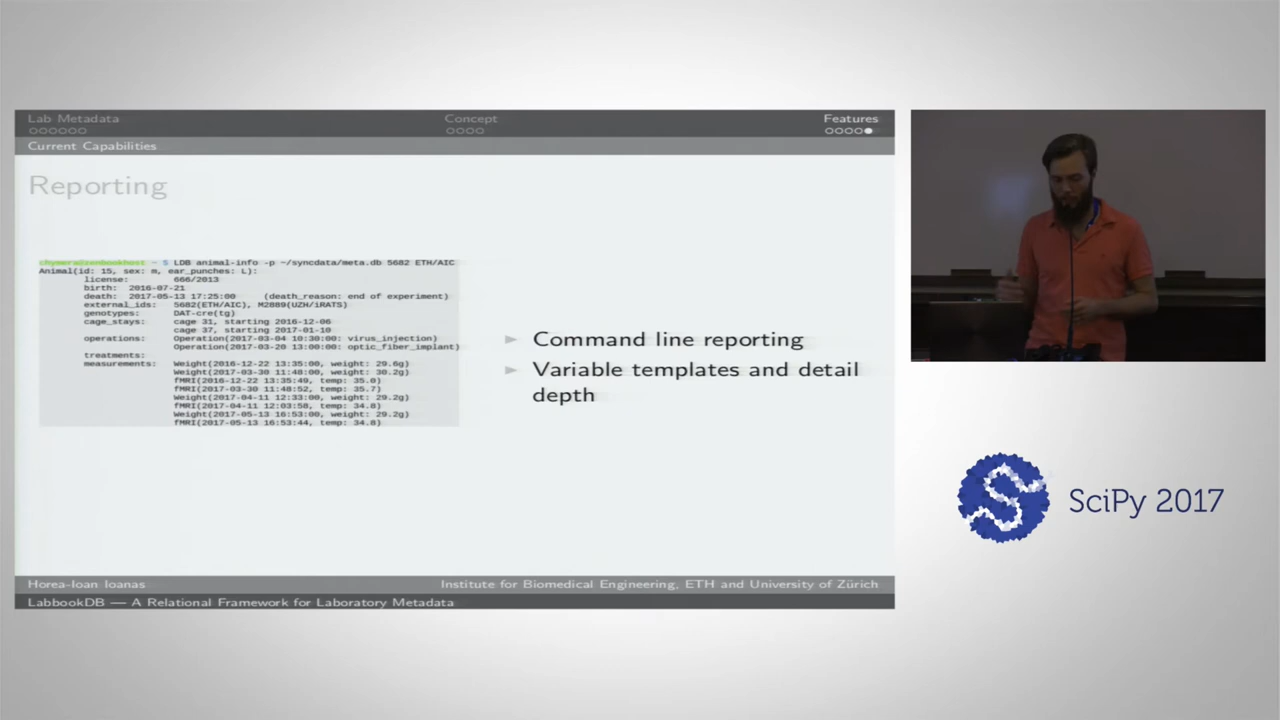 Lab Metadata
Concept
Features
Current Capabilities
Reporting
chymera@zenbookhost ~ $ LDB animal-info -p ~/syncdata/meta.db 5682 ETH/AIC
Animal(id: 15, sex: m, ear_punches: L):
license: 666/2013
birth: 2016-07-21
death: 2017-05-13 17:25:00 (death_reason: end of experiment)
external_ids: 5682(ETH/AIC), M2889(UZH/iRATS)
genotypes: DAT-cre(tg)
cage_stays: cage 31, starting 2016-12-06
cage 37, starting 2017-01-10
operations: Operation(2017-03-04 10:30:00: virus_injection)
Operation(2017-03-20 13:00:00: optic_fiber_implant)
treatments:
measurements: Weight(2016-12-22 13:35:00, weight: 29.6g)
Weight(2017-03-30 11:48:00, weight: 30.2g)
fMRI(2016-12-22 13:35:49, temp: 35.0)
fMRI(2017-03-30 11:48:52, temp: 35.7)
Weight(2017-04-11 12:33:00, weight: 29.2g)
fMRI(2017-04-11 12:03:58, temp: 34.8)
Weight(2017-05-13 16:53:00, weight: 29.2g)
fMRI(2017-05-13 16:53:44, temp: 34.8)
Command line reporting
Variable templates and detail
depth
Horea-Ioan Ioanas
Institute for Biomedical Engineering, ETH and University of Zürich
LabbookDB — A Relational Framework for Laboratory Metadata
SciPy 2017